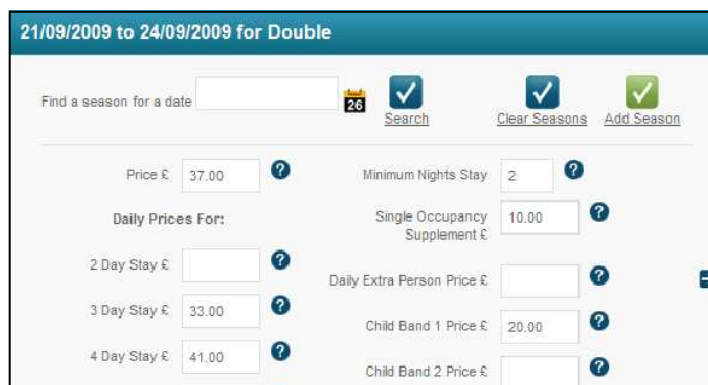 21/09/2009 to 24/09/2009 for Double
Find a season for a date
26
Search
Clear Seasons
Add Season
Price £ 37.00 ?
Minimum Nights Stay 2 ?
Daily Prices For:
Single Occupancy
Supplement £ 10.00 ?
2 Day Stay £ ?
Daily Extra Person Price £ ?
3 Day Stay £ 33.00 ?
Child Band 1 Price £ 20.00 ?
4 Day Stay £ 41.00 ?
Child Band 2 Price £ ?